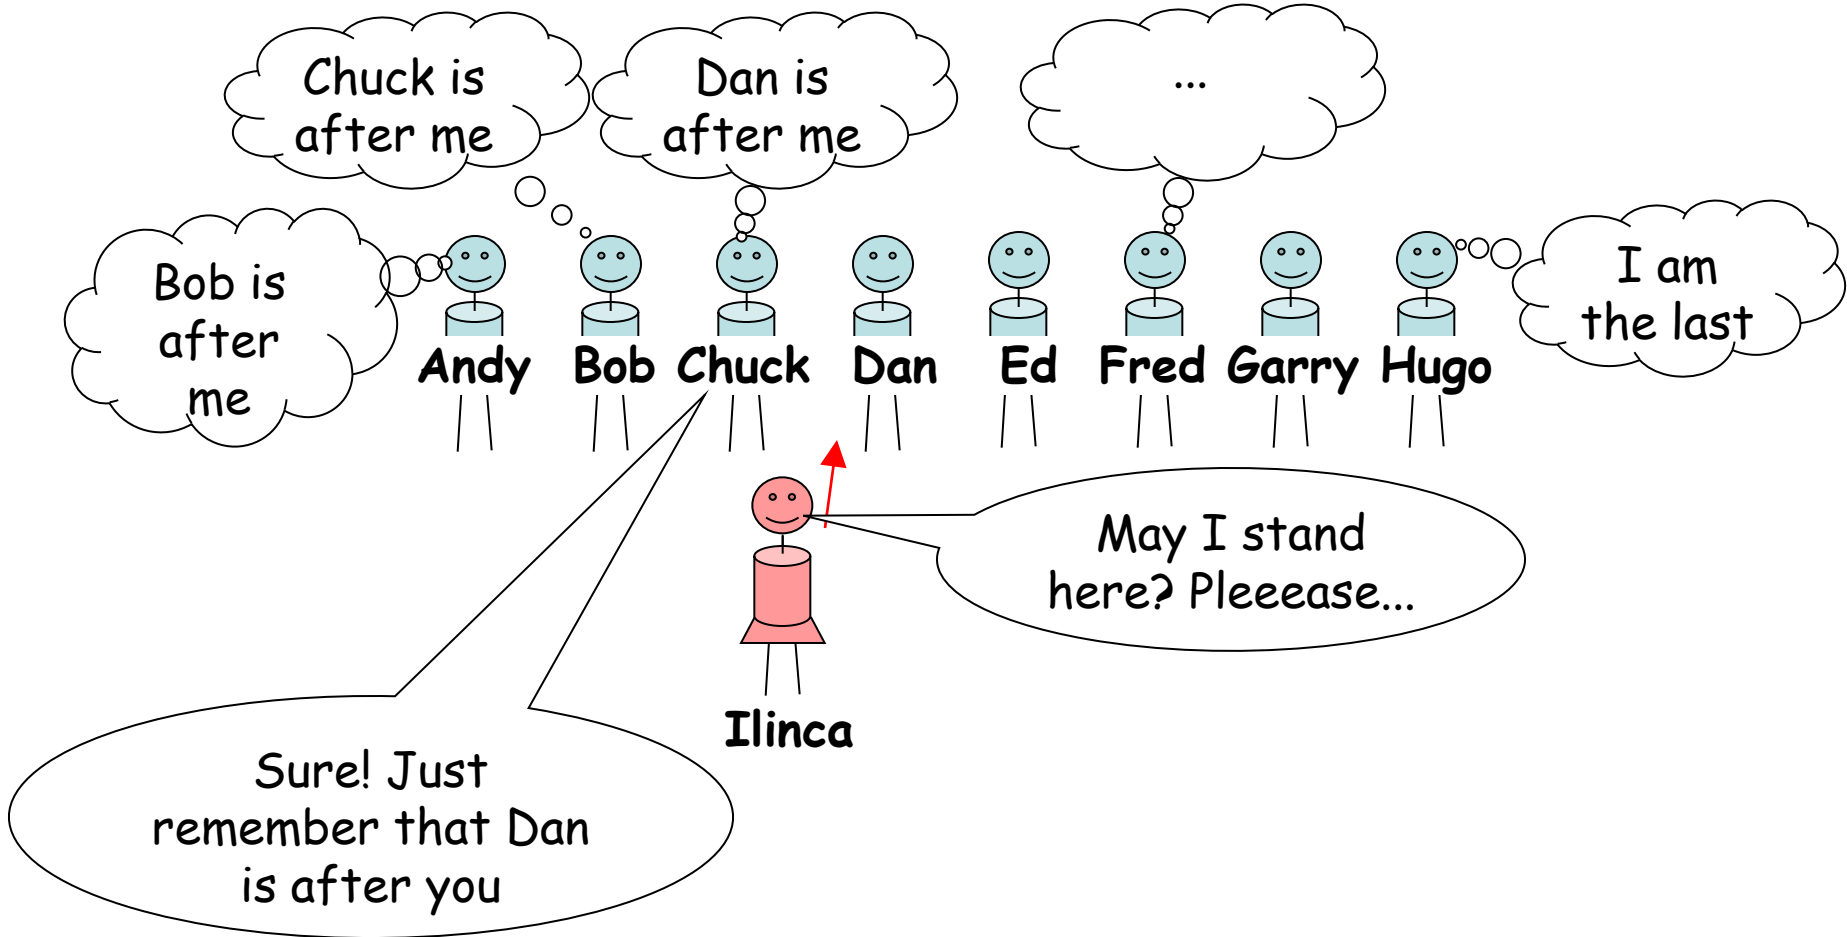 Chuck is
after me
Dan is
after me
...
Bob is
after
me
I am
the last
Andy Bob Chuck Dan Ed Fred Garry Hugo
May I stand
here? Pleeease...
Ilinca
Sure! Just
remember that Dan
is after you